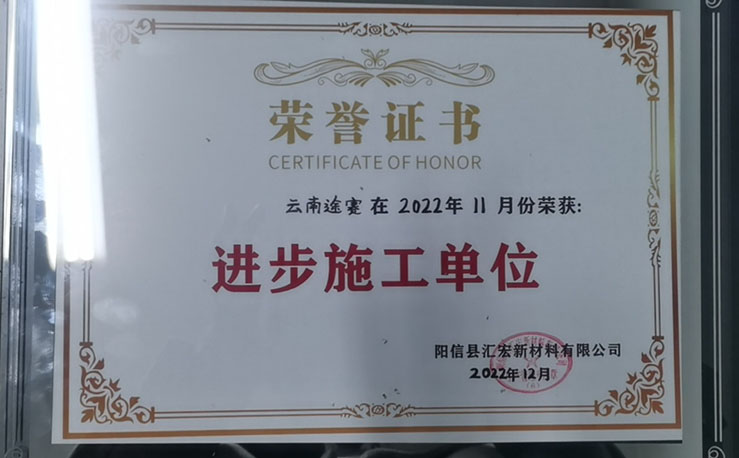 荣誉证书
CERTIFICATE OF HONOR
云南途蹇在 2022年 11 月份荣获:
进步施工单位
阳信县汇宏新材料有限公司
2022年12月